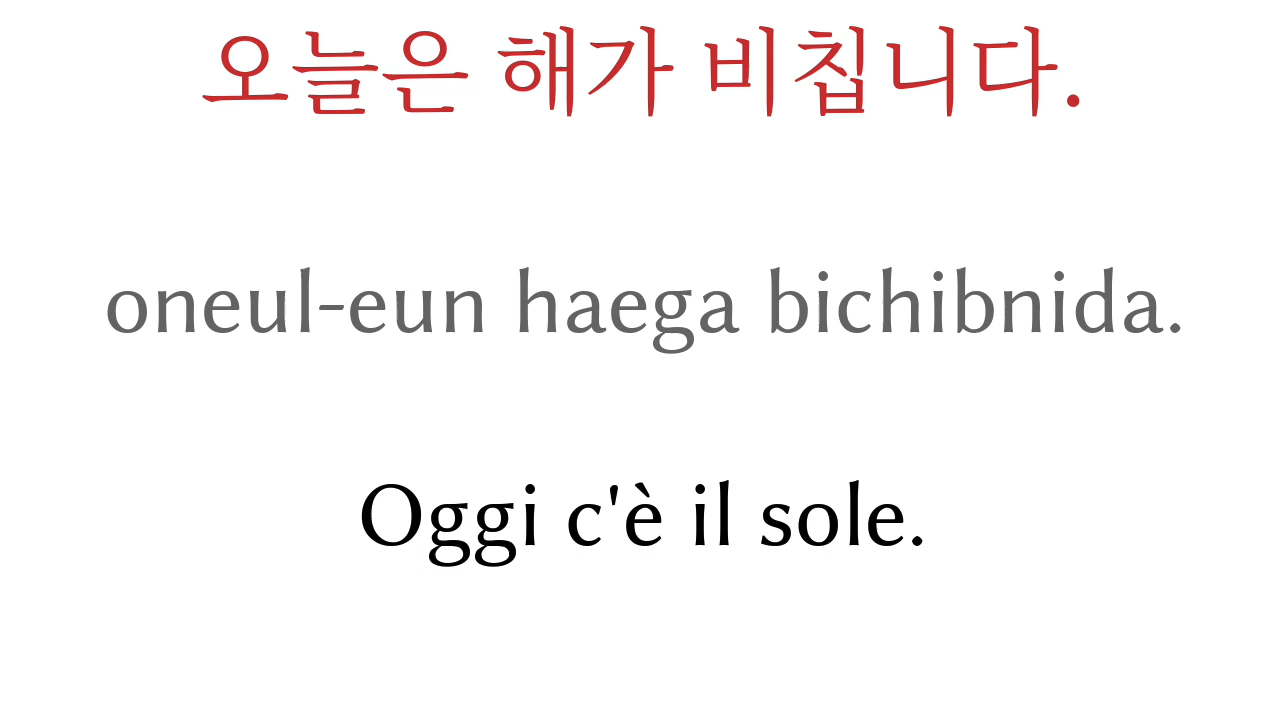 오늘은 해가 비칩니다.
oneul-eun haega bichibnida.
Oggi c'è il sole.